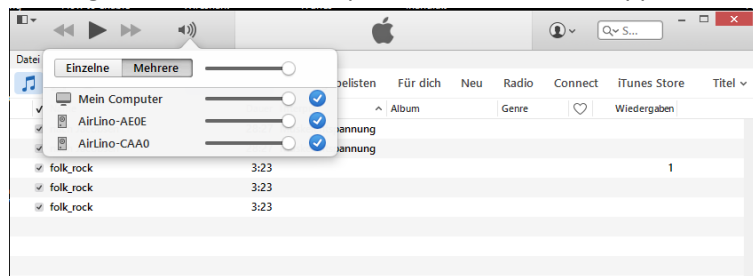 S...
Datei
Einzelne Mehrere
belisten Für dich Neu Radio Connect iTunes Store Titel
Mein Computer
Album Genre Wiedergaben
AirLino-AE0E
pannung
AirLino-CAA0
pannung
folk_rock 3:23 1
folk_rock 3:23
folk_rock 3:23